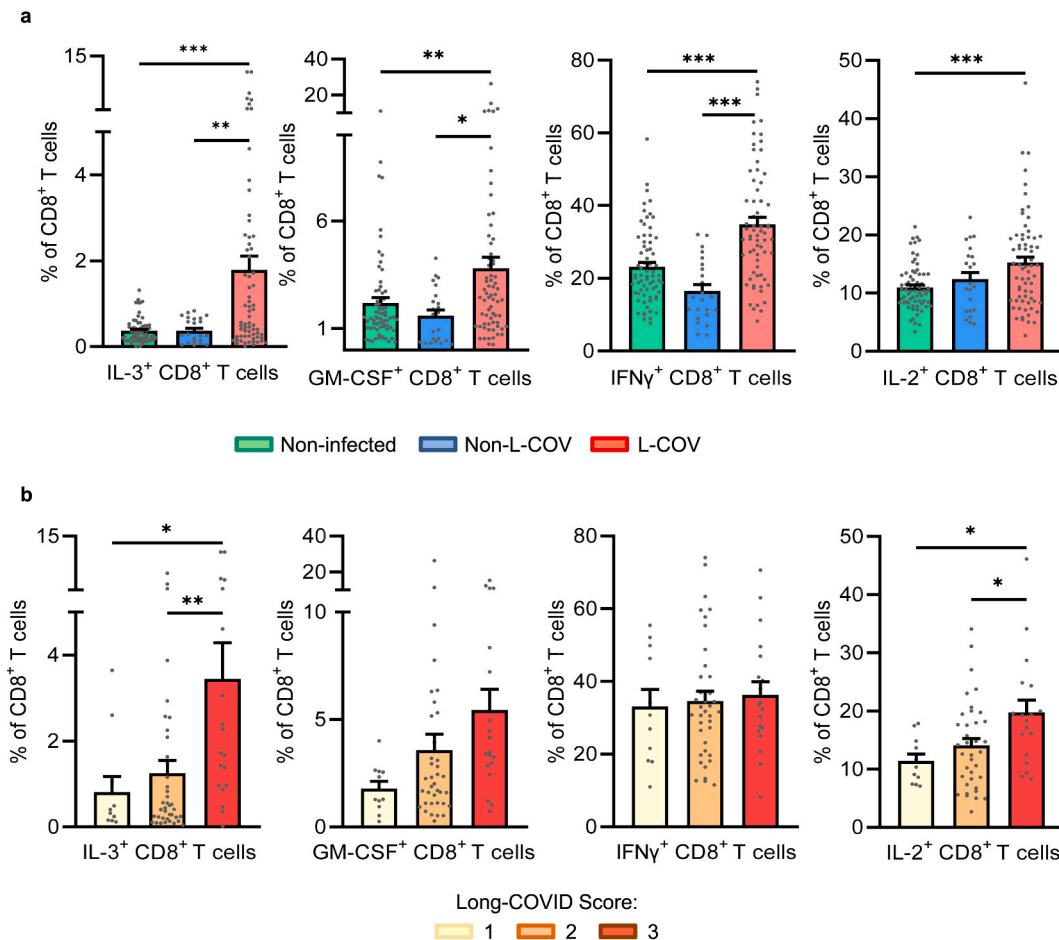 a
***
**
15
4
2
0
% of CD8⁺ T cells
IL-3⁺ CD8⁺ T cells
**
*
40
20
6
1
% of CD8⁺ T cells
GM-CSF⁺ CD8⁺ T cells
***
***
80
60
40
20
0
% of CD8⁺ T cells
IFNγ⁺ CD8⁺ T cells
***
50
40
30
20
10
0
% of CD8⁺ T cells
IL-2⁺ CD8⁺ T cells
Non-infected Non-L-COV L-COV
b
*
**
15
4
2
0
% of CD8⁺ T cells
IL-3⁺ CD8⁺ T cells
40
20
10
5
0
% of CD8⁺ T cells
GM-CSF⁺ CD8⁺ T cells
80
60
40
20
0
% of CD8⁺ T cells
IFNγ⁺ CD8⁺ T cells
*
*
50
40
30
20
10
0
% of CD8⁺ T cells
IL-2⁺ CD8⁺ T cells
Long-COVID Score:
1 2 3